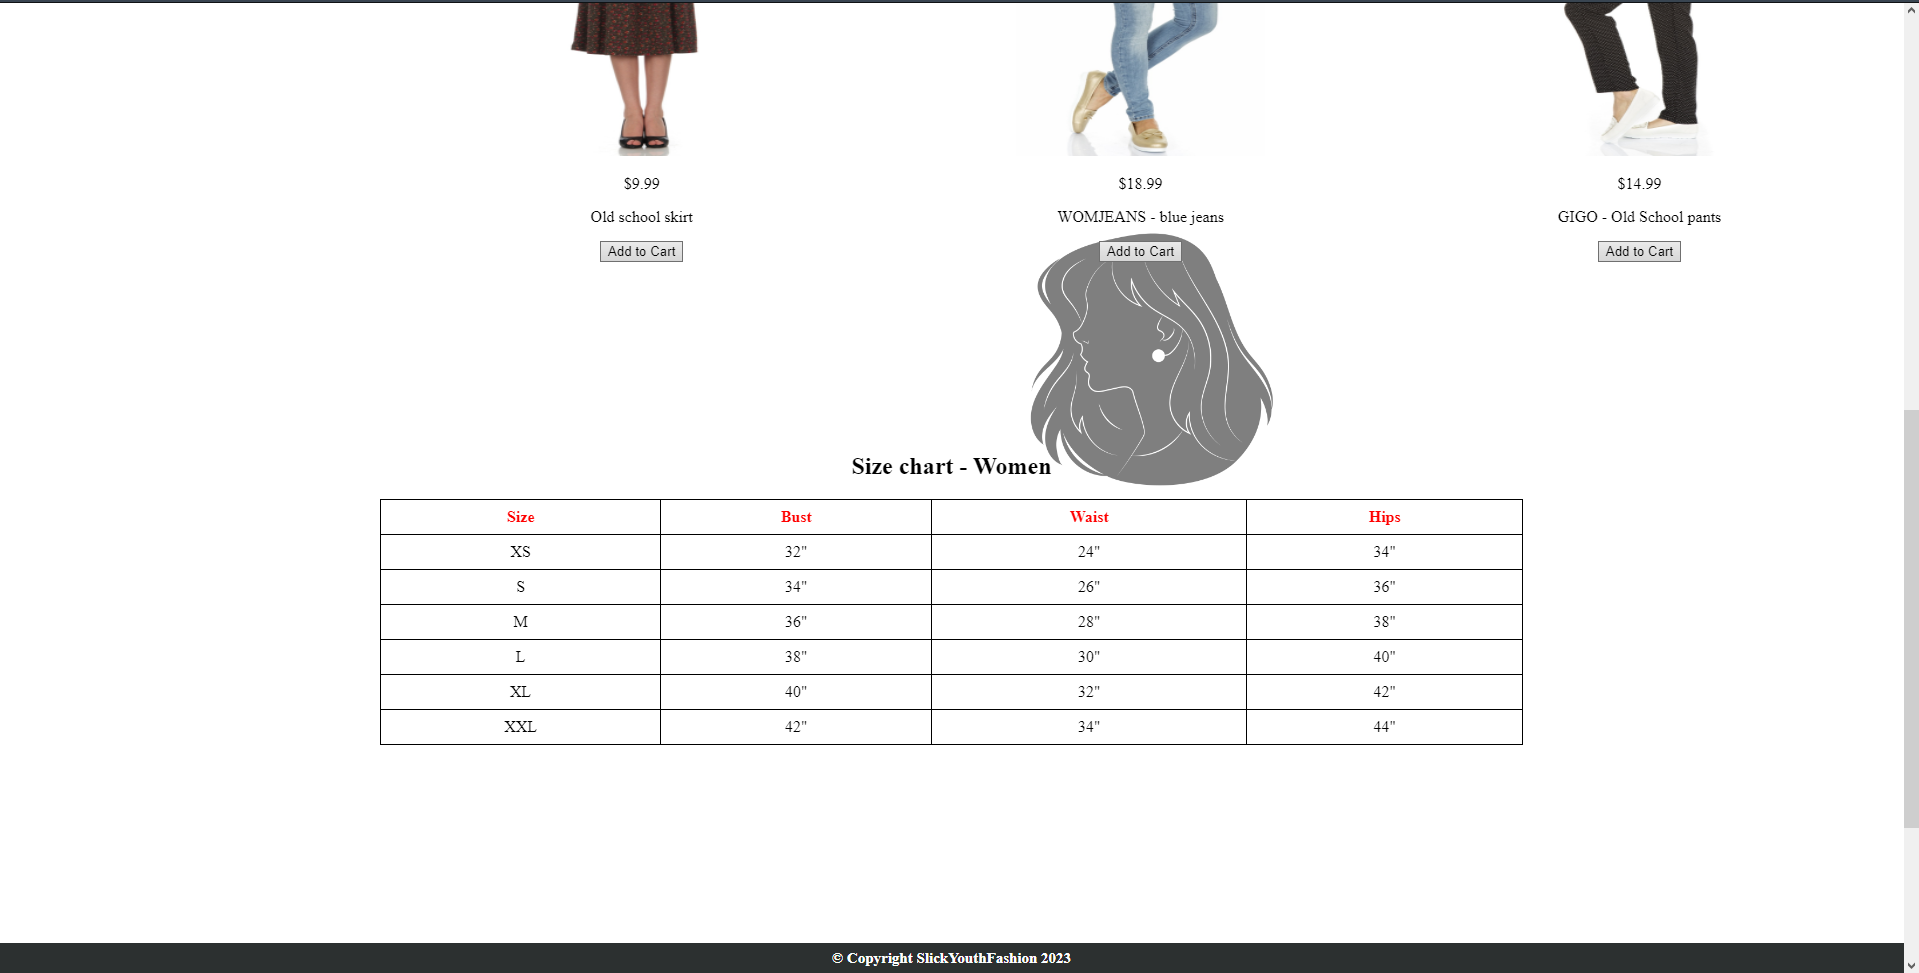 $9.99 $18.99 $14.99
Old school skirt WOMJEANS - blue jeans GIGO - Old School pants
Add to Cart Add to Cart Add to Cart
Size chart - Women
Size Bust Waist Hips
XS 32" 24" 34"
S 34" 26" 36"
M 36" 28" 38"
L 38" 30" 40"
XL 40" 32" 42"
XXL 42" 34" 44"
© Copyright SlickYouthFashion 2023